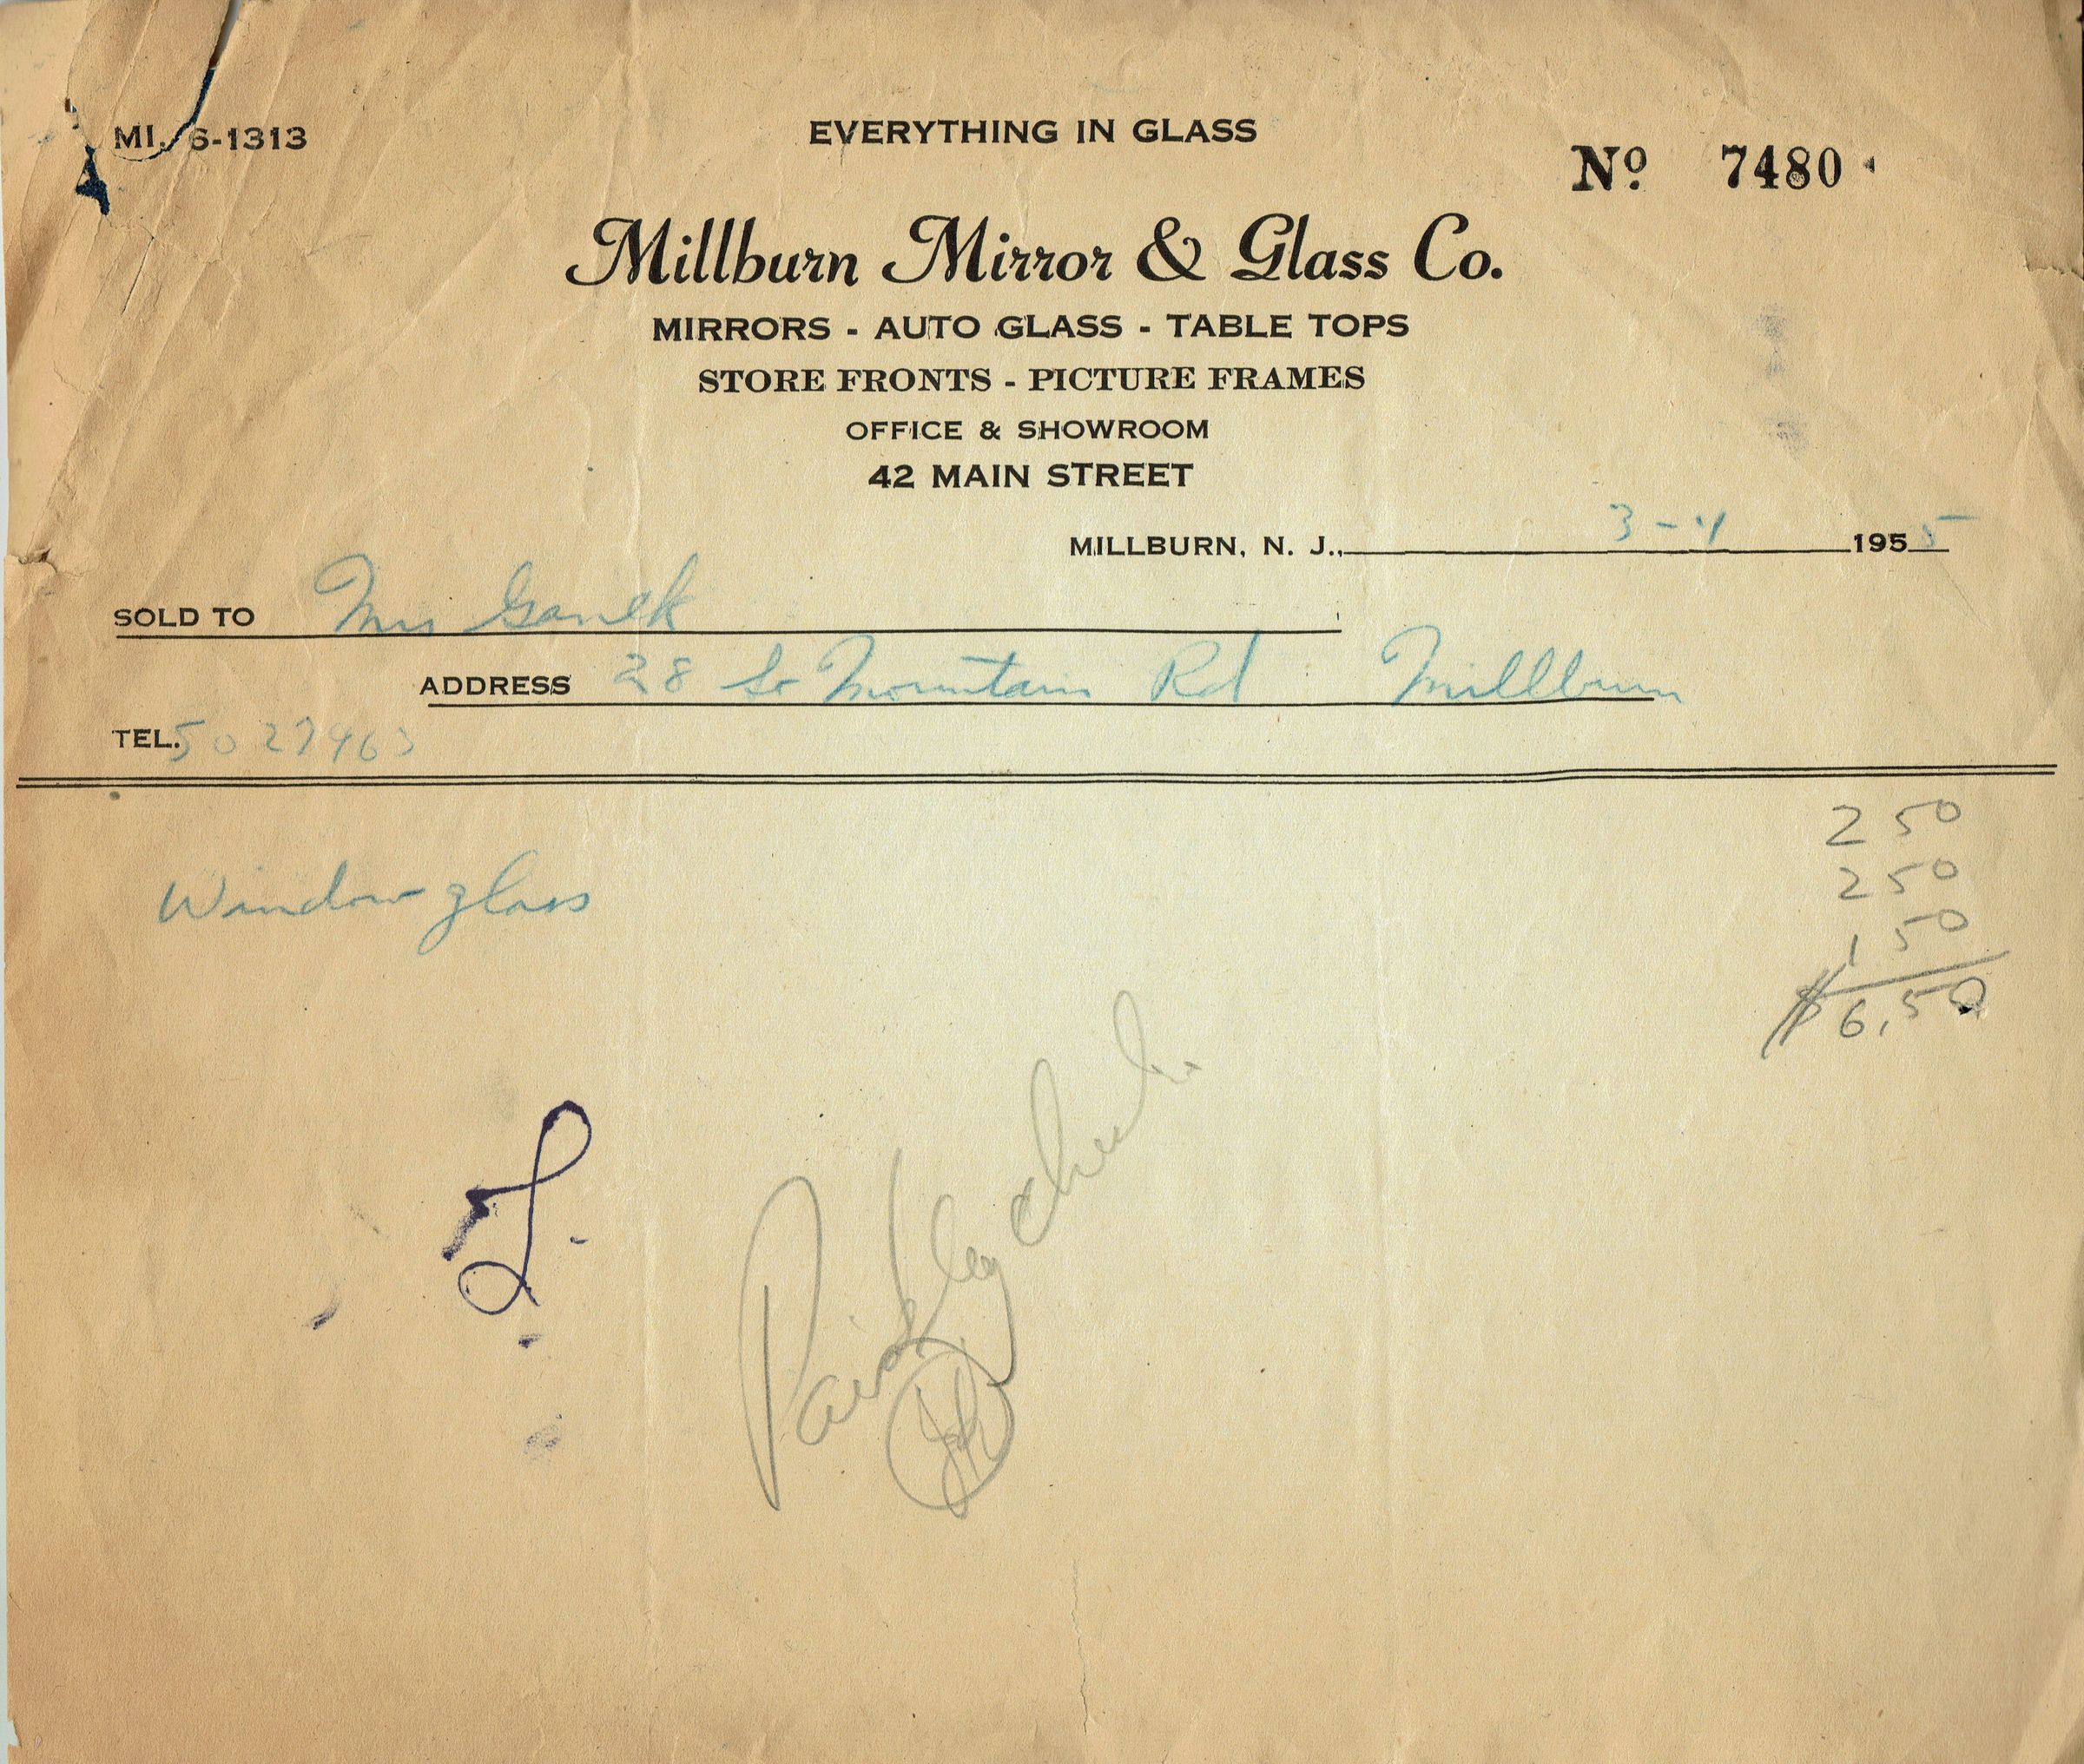 MI. 6-1313
EVERYTHING IN GLASS
Nº 7480
Millburn Mirror & Glass Co.
MIRRORS - AUTO GLASS - TABLE TOPS
STORE FRONTS - PICTURE FRAMES
OFFICE & SHOWROOM
42 MAIN STREET
MILLBURN, N. J., 3-4 1955
SOLD TO Mrs
ADDRESS 28 So Mountain Rd Millburn
TEL. 5027963
2 50
Window glass
2 50
1 50
$6,50
Paid by check